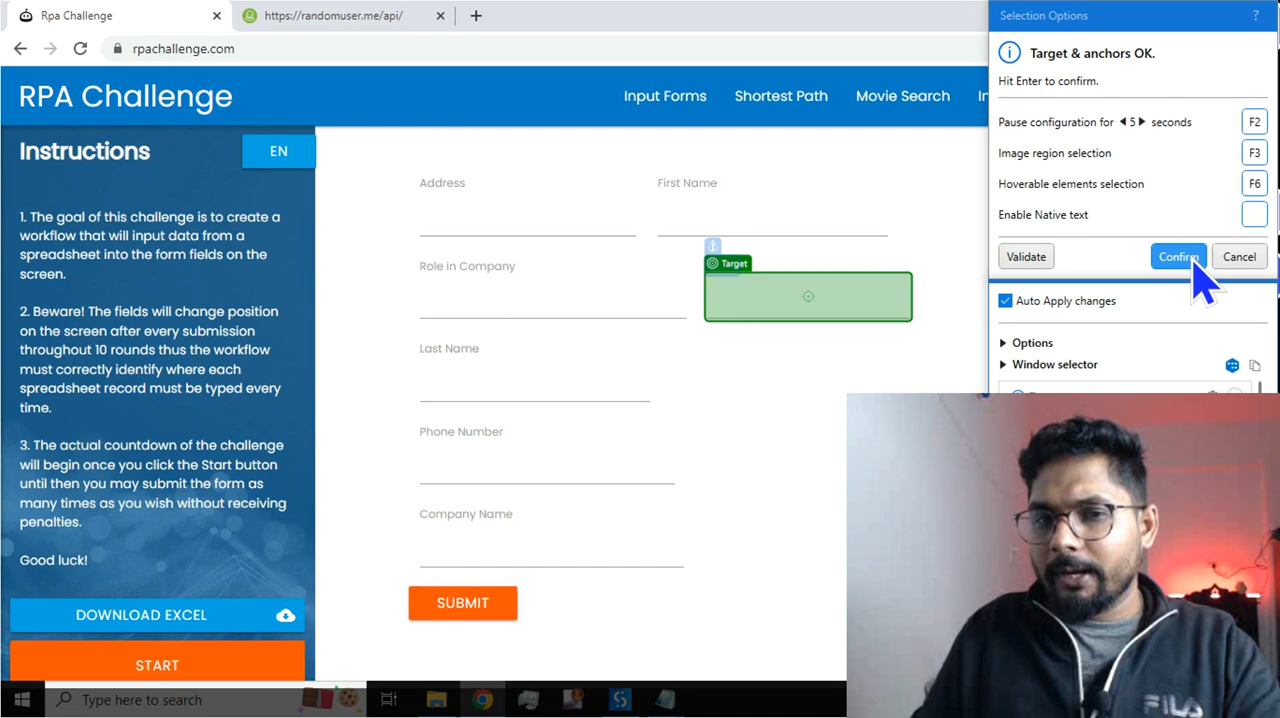 Rpa Challenge
https://randomuser.me/api/
rpachallenge.com
RPA Challenge
Input Forms
Shortest Path
Movie Search
Instructions
EN
1. The goal of this challenge is to create a
workflow that will input data from a
spreadsheet into the form fields on the
screen.
2. Beware! The fields will change position
on the screen after every submission
throughout 10 rounds thus the workflow
must correctly identify where each
spreadsheet record must be typed every
time.
3. The actual countdown of the challenge
will begin once you click the Start button
until then you may submit the form as
many times as you wish without receiving
penalties.
Good luck!
DOWNLOAD EXCEL
START
Address
First Name
Role in Company
Target
Last Name
Phone Number
Company Name
SUBMIT
Selection Options
?
Target & anchors OK.
Hit Enter to confirm.
Pause configuration for 5 seconds
F2
Image region selection
F3
Hoverable elements selection
F6
Enable Native text
Validate
Confirm
Cancel
Auto Apply changes
Options
Window selector
Type here to search
FILA